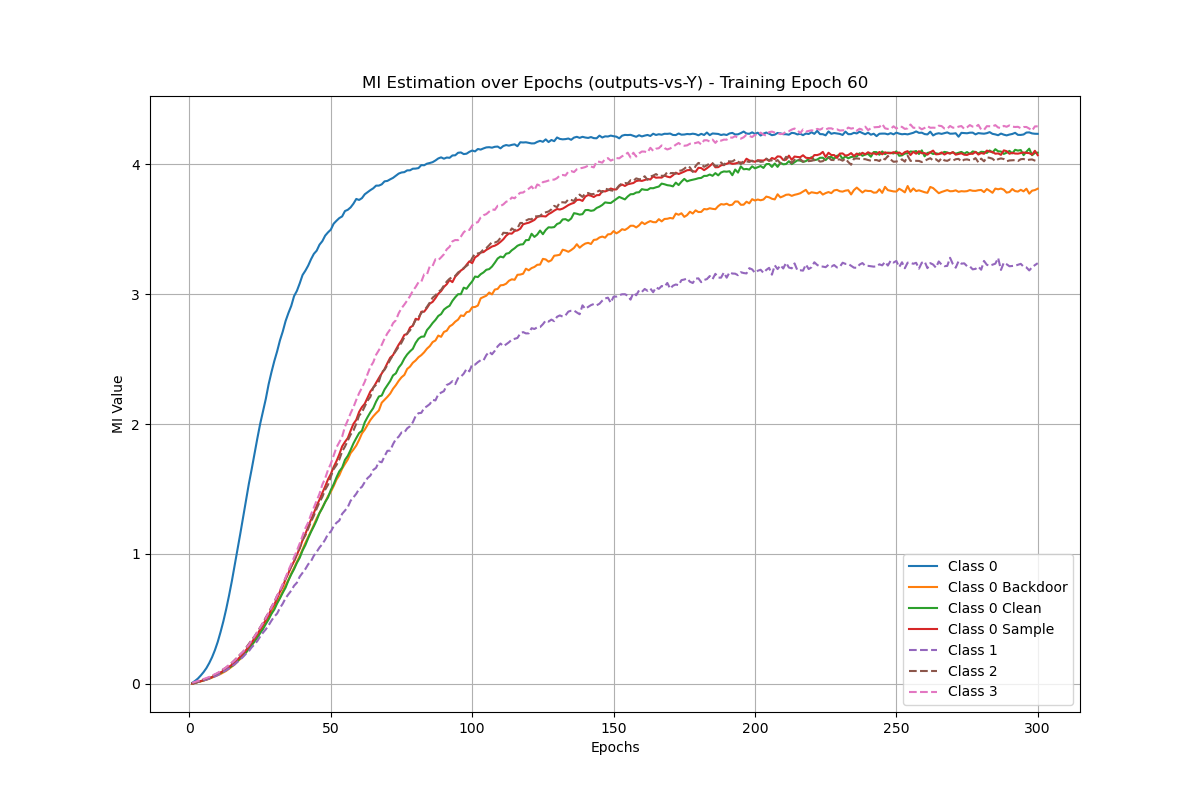 MI Estimation over Epochs (outputs-vs-Y) - Training Epoch 60
MI Value
4
3
2
1
0
0 50 100 150 200 250 300
Epochs
Class 0
Class 0 Backdoor
Class 0 Clean
Class 0 Sample
Class 1
Class 2
Class 3